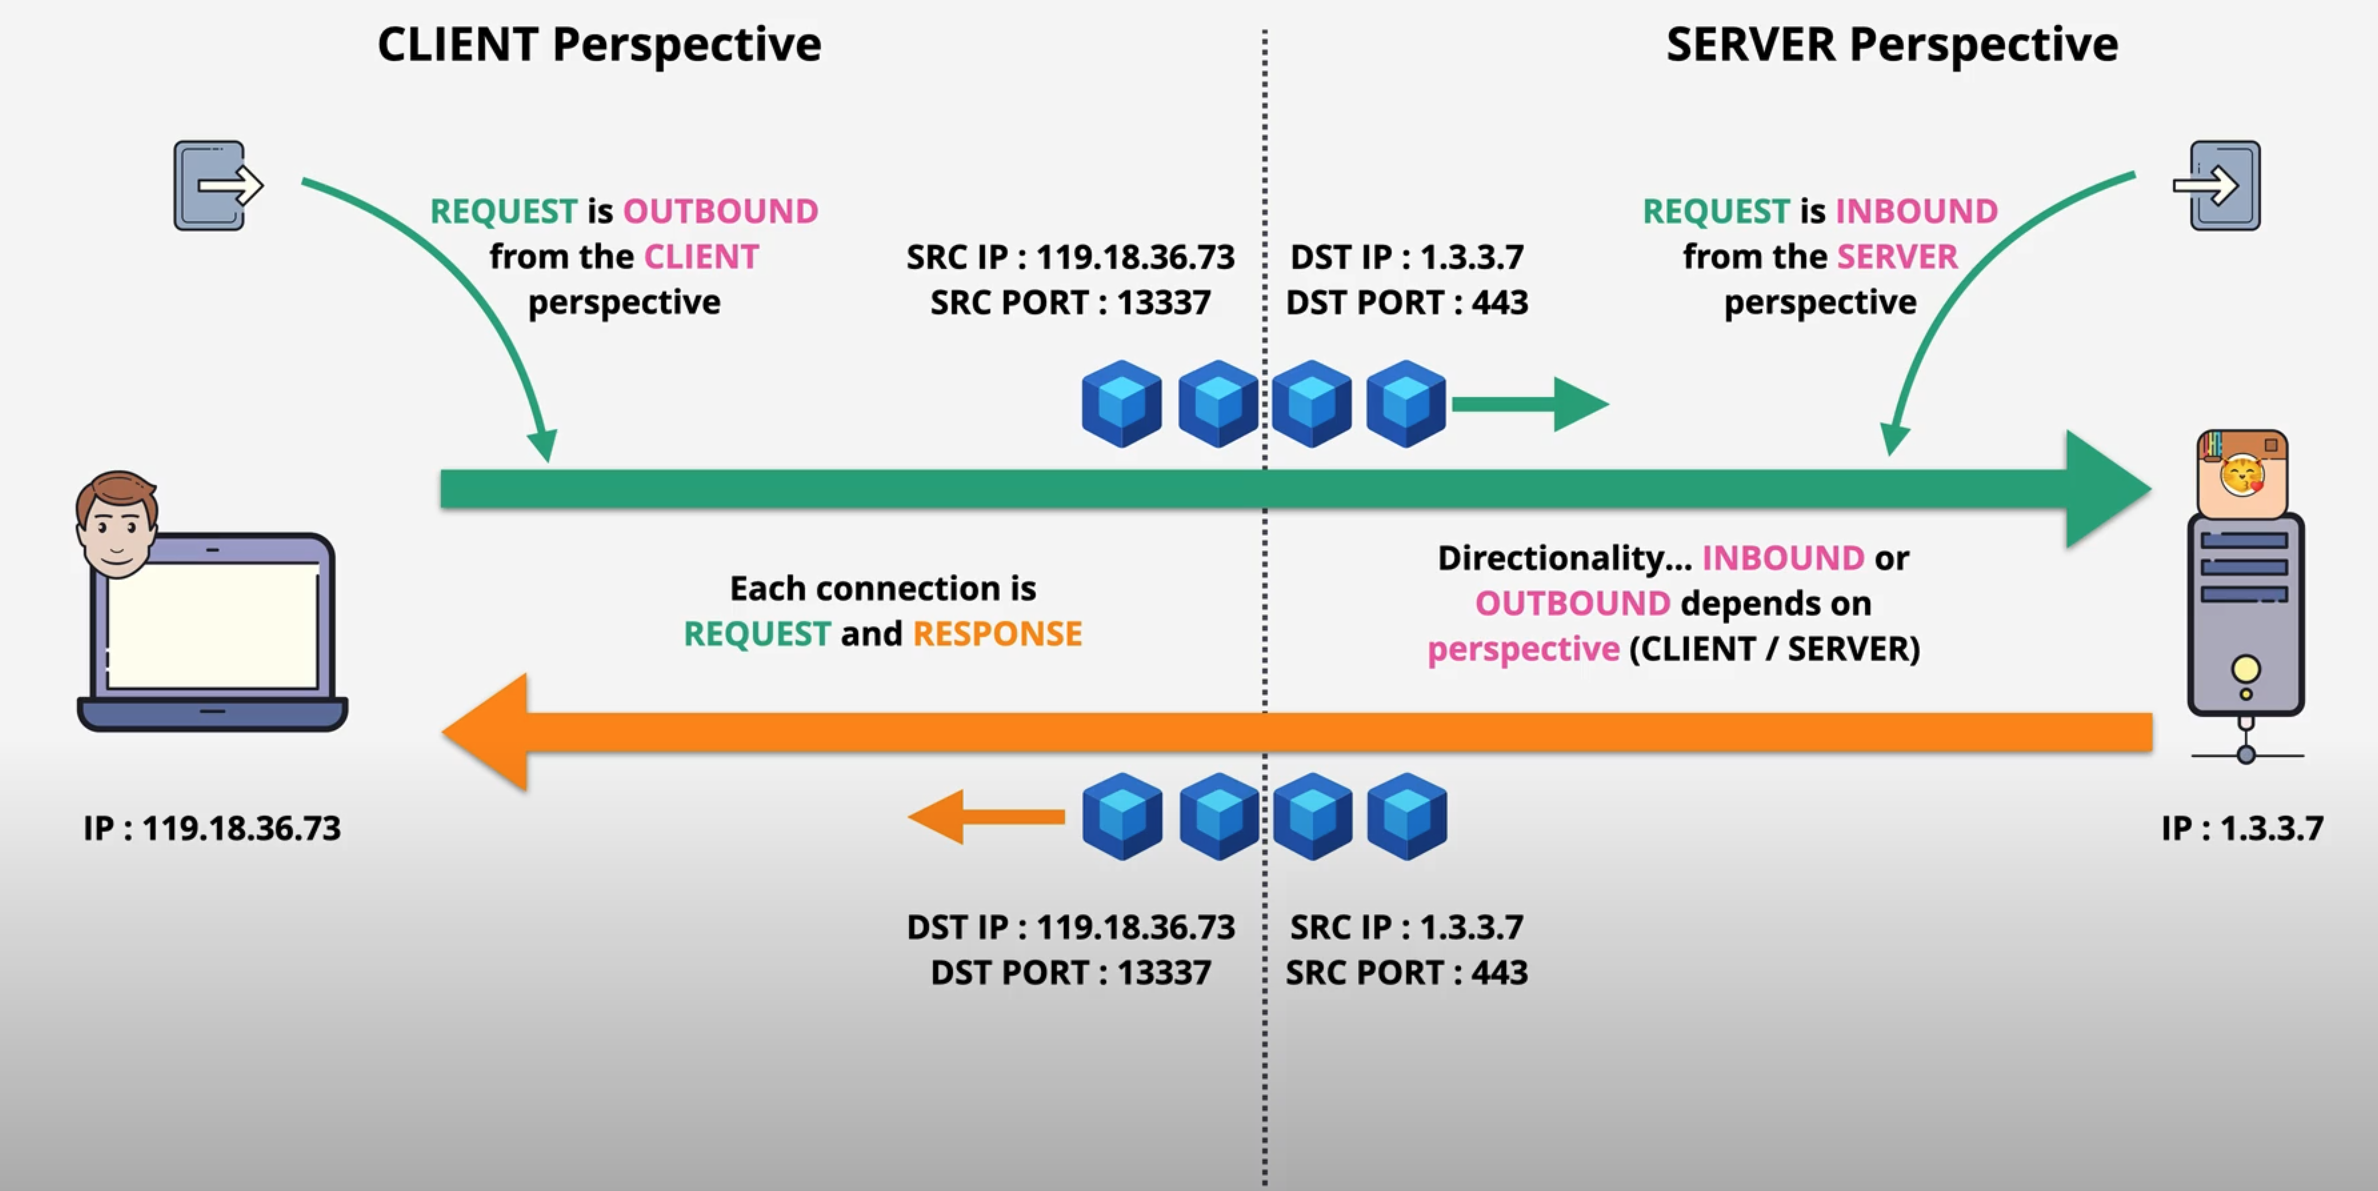 CLIENT Perspective
SERVER Perspective
REQUEST is OUTBOUND
from the CLIENT
perspective
SRC IP : 119.18.36.73
SRC PORT : 13337
DST IP : 1.3.3.7
DST PORT : 443
REQUEST is INBOUND
from the SERVER
perspective
Each connection is
REQUEST and RESPONSE
Directionality... INBOUND or
OUTBOUND depends on
perspective (CLIENT / SERVER)
IP : 119.18.36.73
IP : 1.3.3.7
DST IP : 119.18.36.73
DST PORT : 13337
SRC IP : 1.3.3.7
SRC PORT : 443